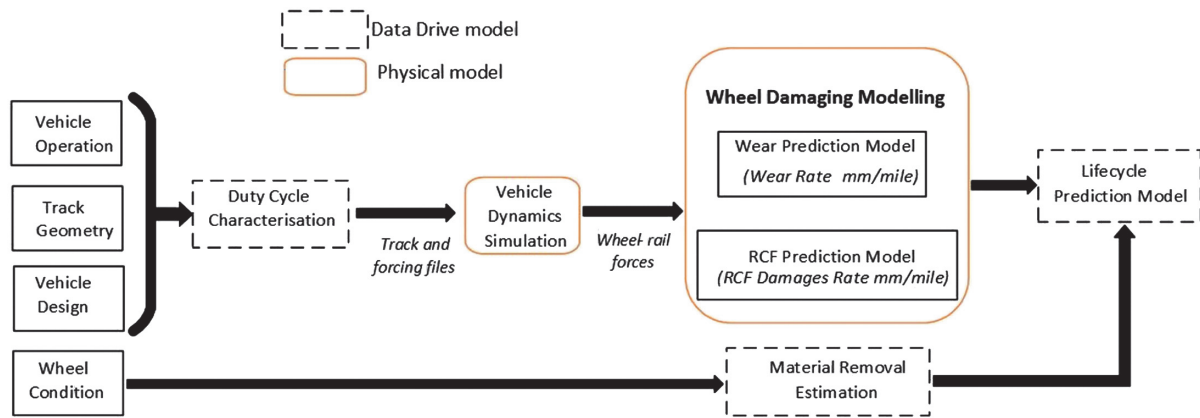 Data Drive model
Physical model
Vehicle
Operation
Track
Geometry
Vehicle
Design
Wheel
Condition
Duty Cycle
Characterisation
Track and
forcing files
Vehicle
Dynamics
Simulation
Wheel-rail
forces
Wheel Damaging Modelling
Wear Prediction Model
(Wear Rate mm/mile)
RCF Prediction Model
(RCF Damages Rate mm/mile)
Material Removal
Estimation
Lifecycle
Prediction Model